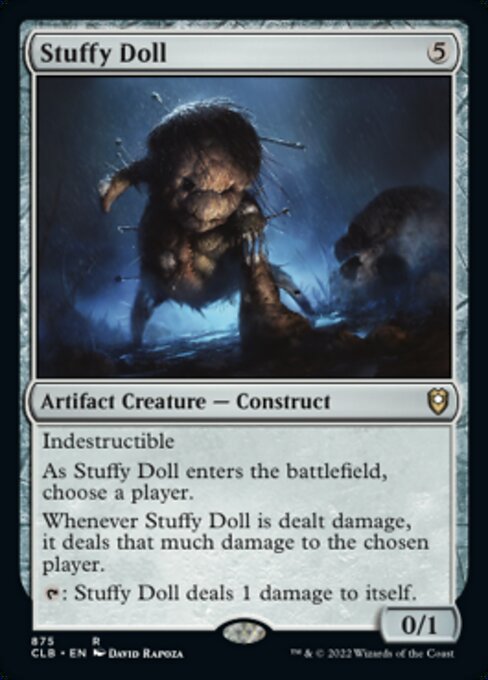 Stuffy Doll 5
Artifact Creature — Construct
Indestructible
As Stuffy Doll enters the battlefield,
choose a player.
Whenever Stuffy Doll is dealt damage,
it deals that much damage to the chosen
player.
: Stuffy Doll deals 1 damage to itself.
0/1
875 R
CLB • EN David Rapoza
™ & © 2022 Wizards of the Coast